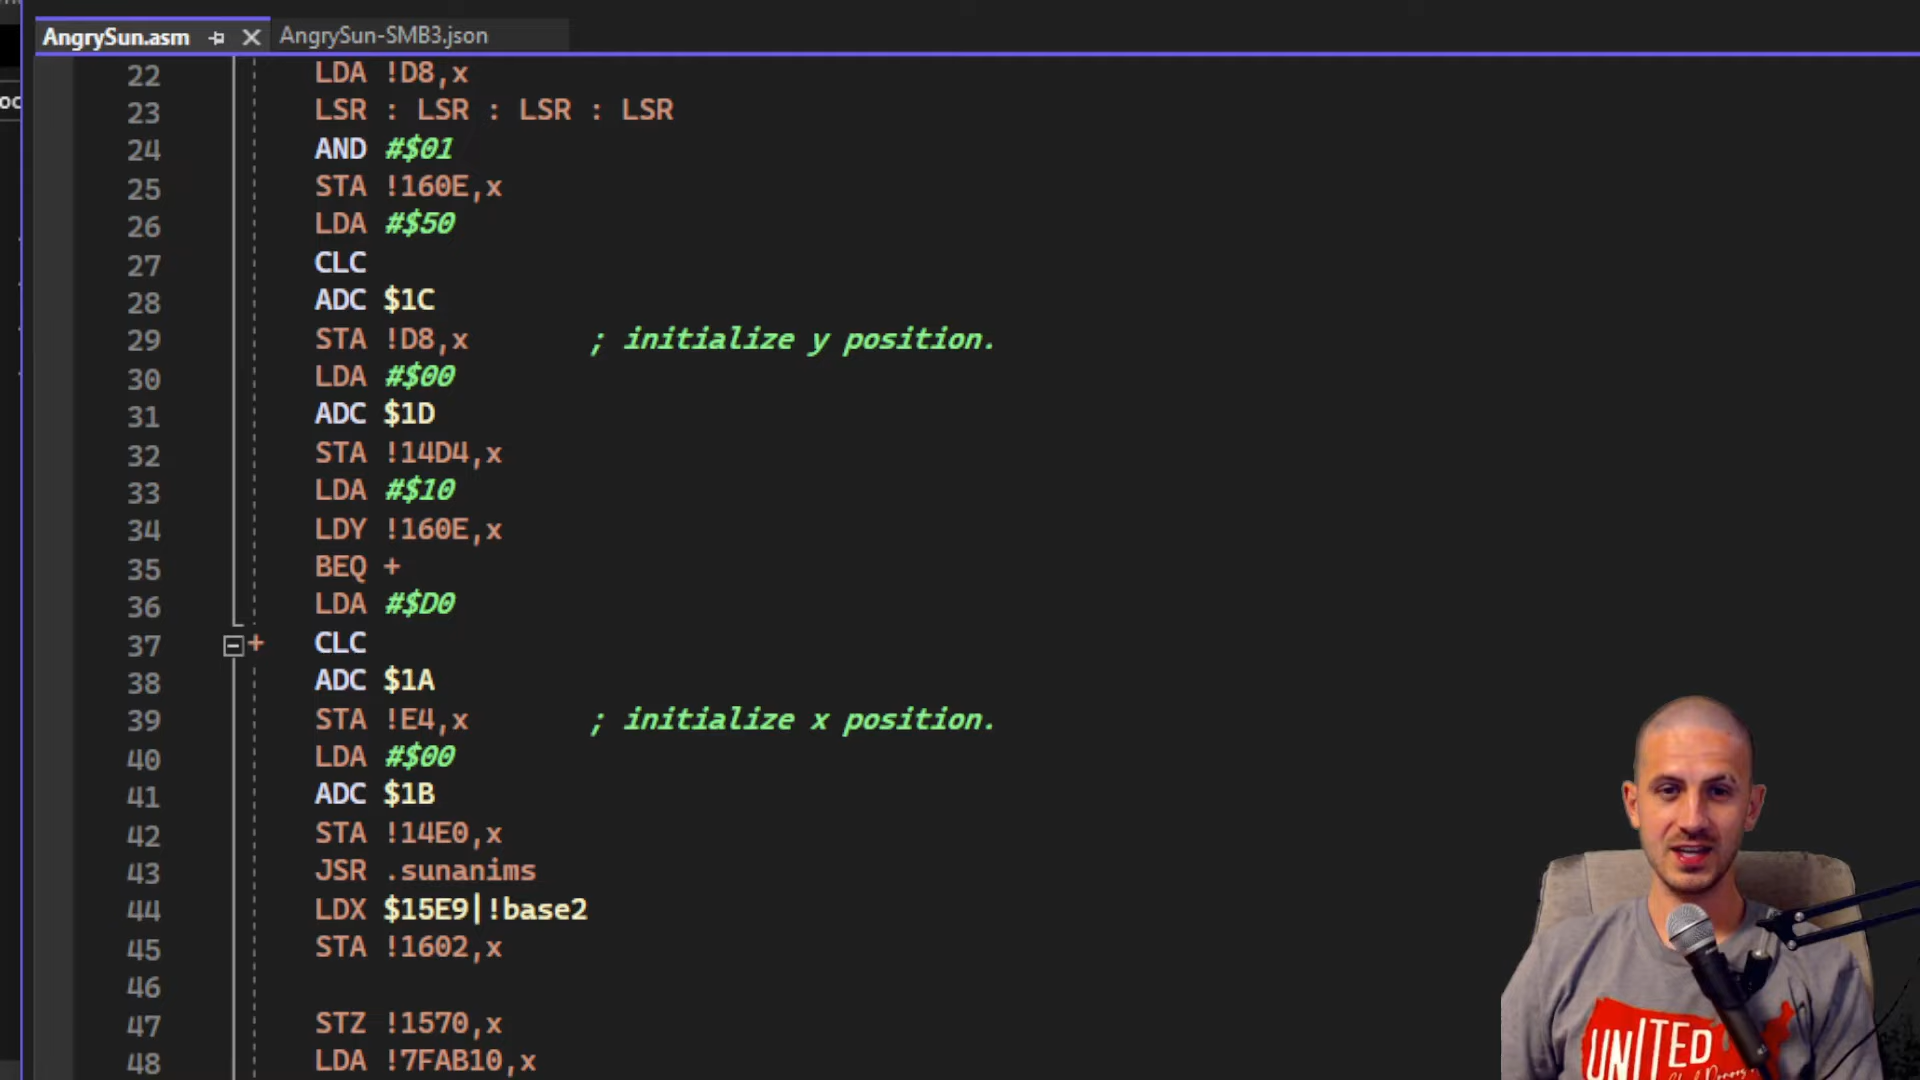 AngrySun.asm AngrySun-SMB3.json
22 LDA !D8,x
23 LSR : LSR : LSR : LSR
24 AND #$01
25 STA !160E,x
26 LDA #$50
27 CLC
28 ADC $1C
29 STA !D8,x ; initialize y position.
30 LDA #$00
31 ADC $1D
32 STA !14D4,x
33 LDA #$10
34 LDY !160E,x
35 BEQ +
36 LDA #$D0
37 + CLC
38 ADC $1A
39 STA !E4,x ; initialize x position.
40 LDA #$00
41 ADC $1B
42 STA !14E0,x
43 JSR .sunanims
44 LDX $15E9|!base2
45 STA !1602,x
46
47 STZ !1570,x
48 LDA !7FAB10,x
UNITED